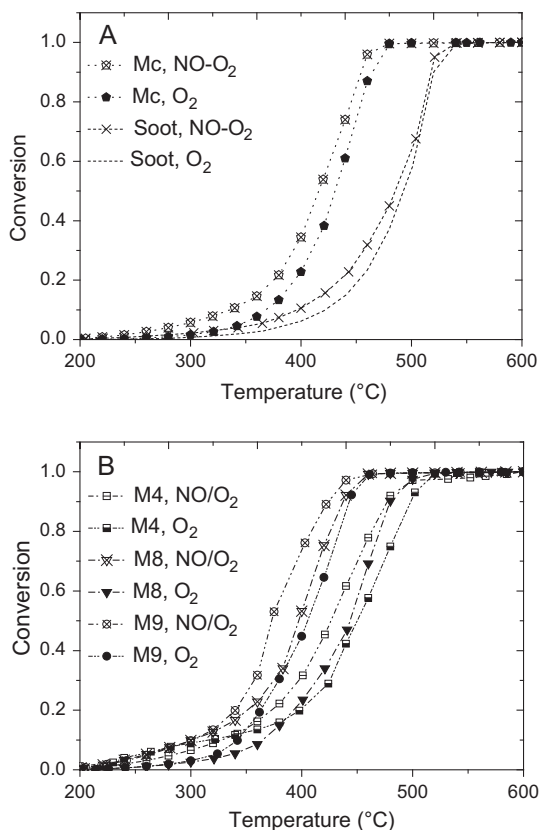 A
Mc, NO-O₂
Mc, O₂
Soot, NO-O₂
Soot, O₂
Conversion
1.0
0.8
0.6
0.4
0.2
0.0
200 300 400 500 600
Temperature (°C)
B
M4, NO/O₂
M4, O₂
M8, NO/O₂
M8, O₂
M9, NO/O₂
M9, O₂
Conversion
1.0
0.8
0.6
0.4
0.2
0.0
200 300 400 500 600
Temperature (°C)